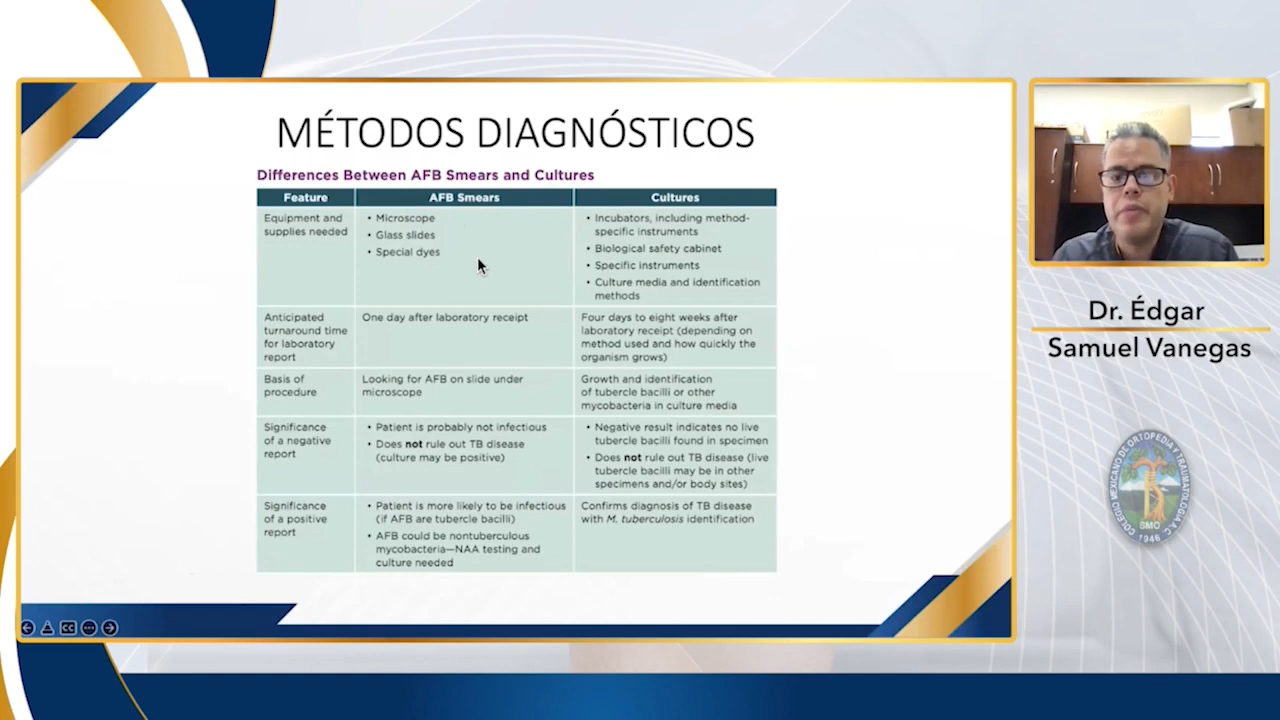 MÉTODOS DIAGNÓSTICOS
Differences Between AFB Smears and Cultures
Feature
AFB Smears
Cultures
Equipment and
supplies needed
• Microscope
• Glass slides
• Special dyes
• Incubators, including method-
specific instruments
• Biological safety cabinet
• Specific instruments
• Culture media and identification
methods
Anticipated
turnaround time
for laboratory
report
One day after laboratory receipt
Four days to eight weeks after
laboratory receipt (depending on
method used and how quickly the
organism grows)
Basis of
procedure
Looking for AFB on slide under
microscope
Growth and identification
of tubercle bacilli or other
mycobacteria in culture media
Significance
of a negative
report
• Patient is probably not infectious
• Does not rule out TB disease
(culture may be positive)
• Negative result indicates no live
tubercle bacilli found in specimen
• Does not rule out TB disease (live
tubercle bacilli may be in other
specimens and/or body sites)
Significance
of a positive
report
• Patient is more likely to be infectious
(if AFB are tubercle bacilli)
• AFB could be nontuberculous
mycobacteria—NAA testing and
culture needed
Confirms diagnosis of TB disease
with M. tuberculosis identification
CC
Dr. Édgar
Samuel Vanegas
COLEGIO MEXICANO DE ORTOPEDIA Y TRAUMATOLOGIA A.C.
SMO
1946